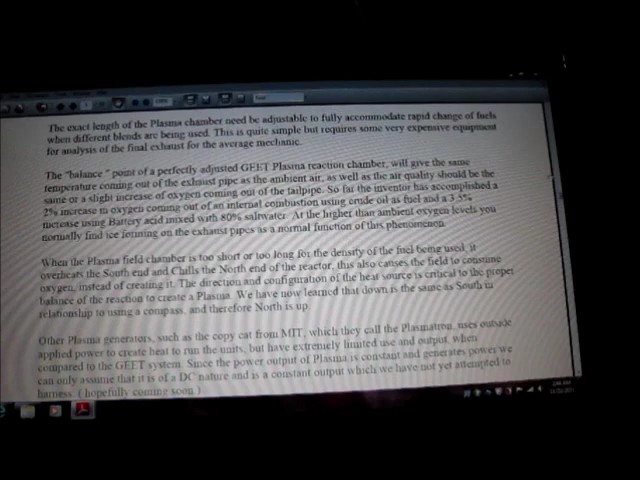 The exact length of the Plasma chamber need be adjustable to fully accommodate rapid change of fuels
when different blends are being used. This is quite simple but requires some very expensive equipment
for analysis of the final exhaust for the average mechanic.
The "balance" point of a perfectly adjusted GEET Plasma reaction chamber, will give the same
temperature coming out of the exhaust pipe as the ambient air, as well as the air quality should be the
same or a slight increase of oxygen coming out of the tailpipe. So far the inventor has accomplished a
2% increase in oxygen coming out of an internal combustion using crude oil as fuel and a 3.5%
increase using Battery acid mixed with 80% saltwater. At the higher than ambient oxygen levels you
normally find ice forming on the exhaust pipes as a normal function of this phenomenon.
When the Plasma field chamber is too short or too long for the density of the fuel being used, it
overheats the South end and Chills the North end of the reactor, this also causes the field to consume
oxygen, instead of creating it. The direction and configuration of the heat source is critical to the proper
balance of the reaction to create a Plasma. We have now learned that down is the same as South in
relationship to using a compass, and therefore North is up.
Other Plasma generators, such as the copy cat from MIT, which they call the Plasmatron, uses outside
applied power to create heat to run the units, but have extremely limited use and output, when
compared to the GEET system. Since the power output of Plasma is constant and generates power we
can only assume that it is of a DC nature and is a constant output which we have not yet attempted to
harness. ( hopefully coming soon )